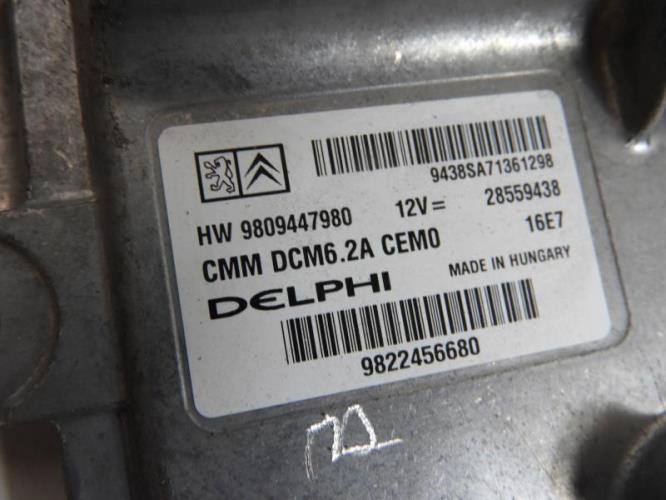 9438SA71361298
HW 9809447980 12V= 28559438
CMM DCM6.2A CEM0 16E7
DELPHI MADE IN HUNGARY
9822456680